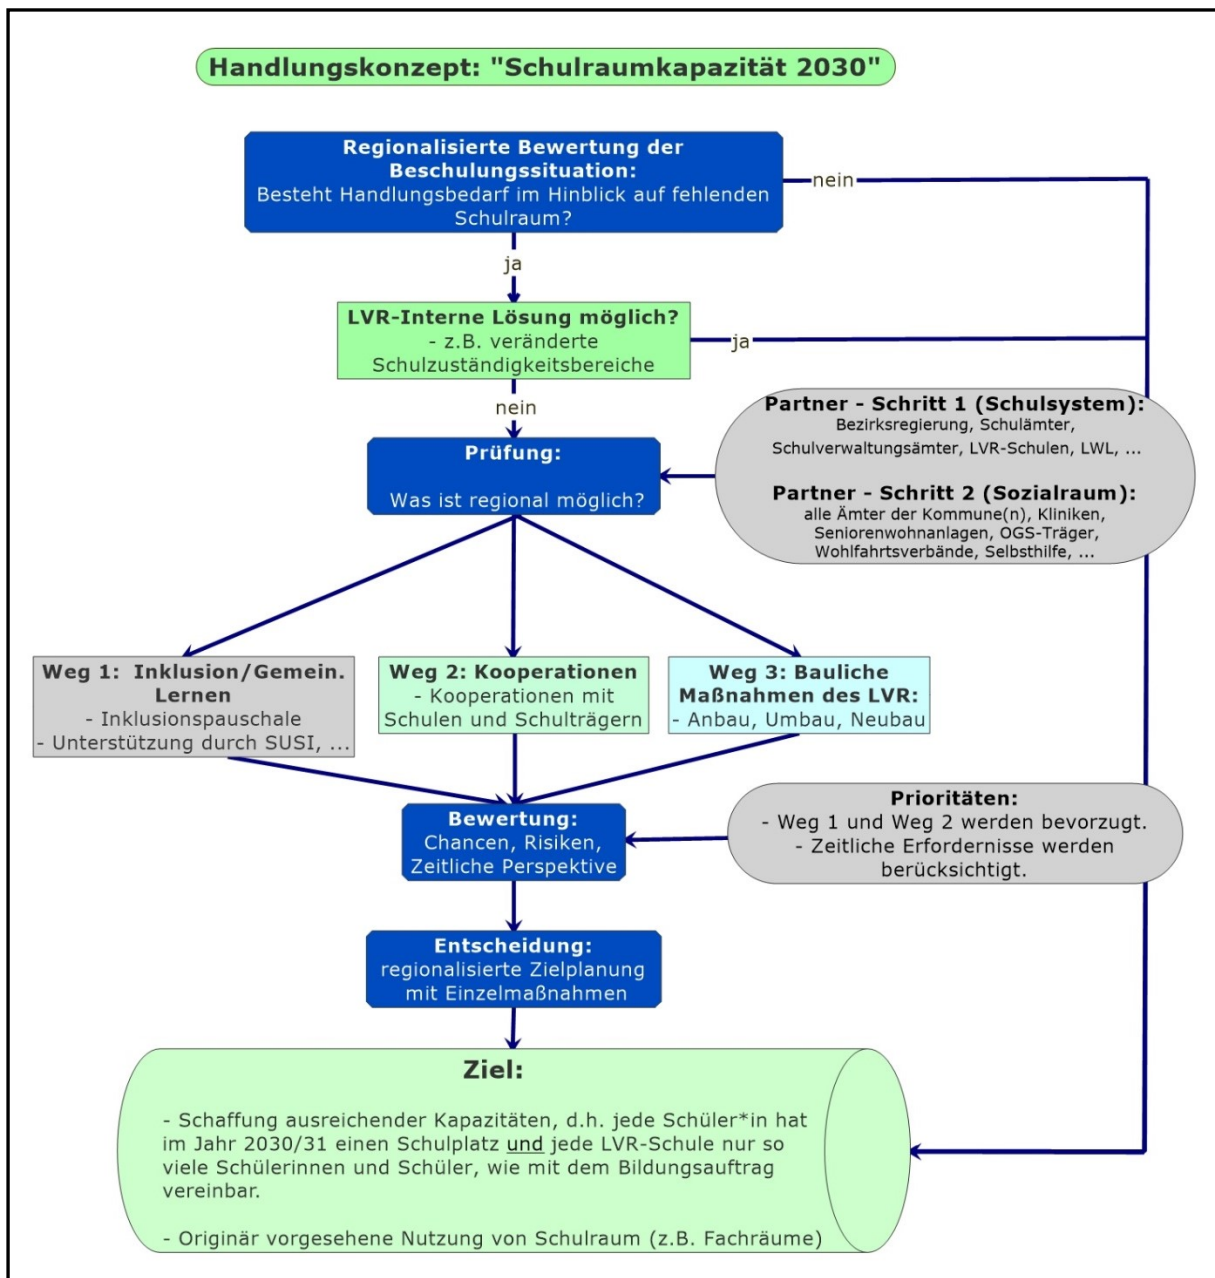 Handlungskonzept: "Schulraumkapazität 2030"
Regionalisierte Bewertung der
Beschulungssituation:
Besteht Handlungsbedarf im Hinblick auf fehlenden
Schulraum?
nein
ja
LVR-Interne Lösung möglich?
- z.B. veränderte
Schulzuständigkeitsbereiche
ja
nein
Partner - Schritt 1 (Schulsystem):
Bezirksregierung, Schulämter,
Schulverwaltungsämter, LVR-Schulen, LWL, ...
Partner - Schritt 2 (Sozialraum):
alle Ämter der Kommune(n), Kliniken,
Seniorenwohnanlagen, OGS-Träger,
Wohlfahrtsverbände, Selbsthilfe, ...
Prüfung:
Was ist regional möglich?
Weg 1:  Inklusion/Gemein.
Lernen
- Inklusionspauschale
- Unterstützung durch SUSI, ...
Weg 2: Kooperationen
- Kooperationen mit
Schulen und Schulträgern
Weg 3: Bauliche
Maßnahmen des LVR:
- Anbau, Umbau, Neubau
Bewertung:
Chancen, Risiken,
Zeitliche Perspektive
Prioritäten:
- Weg 1 und Weg 2 werden bevorzugt.
- Zeitliche Erfordernisse werden
berücksichtigt.
Entscheidung:
regionalisierte Zielplanung
mit Einzelmaßnahmen
Ziel:
- Schaffung ausreichender Kapazitäten, d.h. jede Schüler*in hat
im Jahr 2030/31 einen Schulplatz und jede LVR-Schule nur so
viele Schülerinnen und Schüler, wie mit dem Bildungsauftrag
vereinbar.
- Originär vorgesehene Nutzung von Schulraum (z.B. Fachräume)